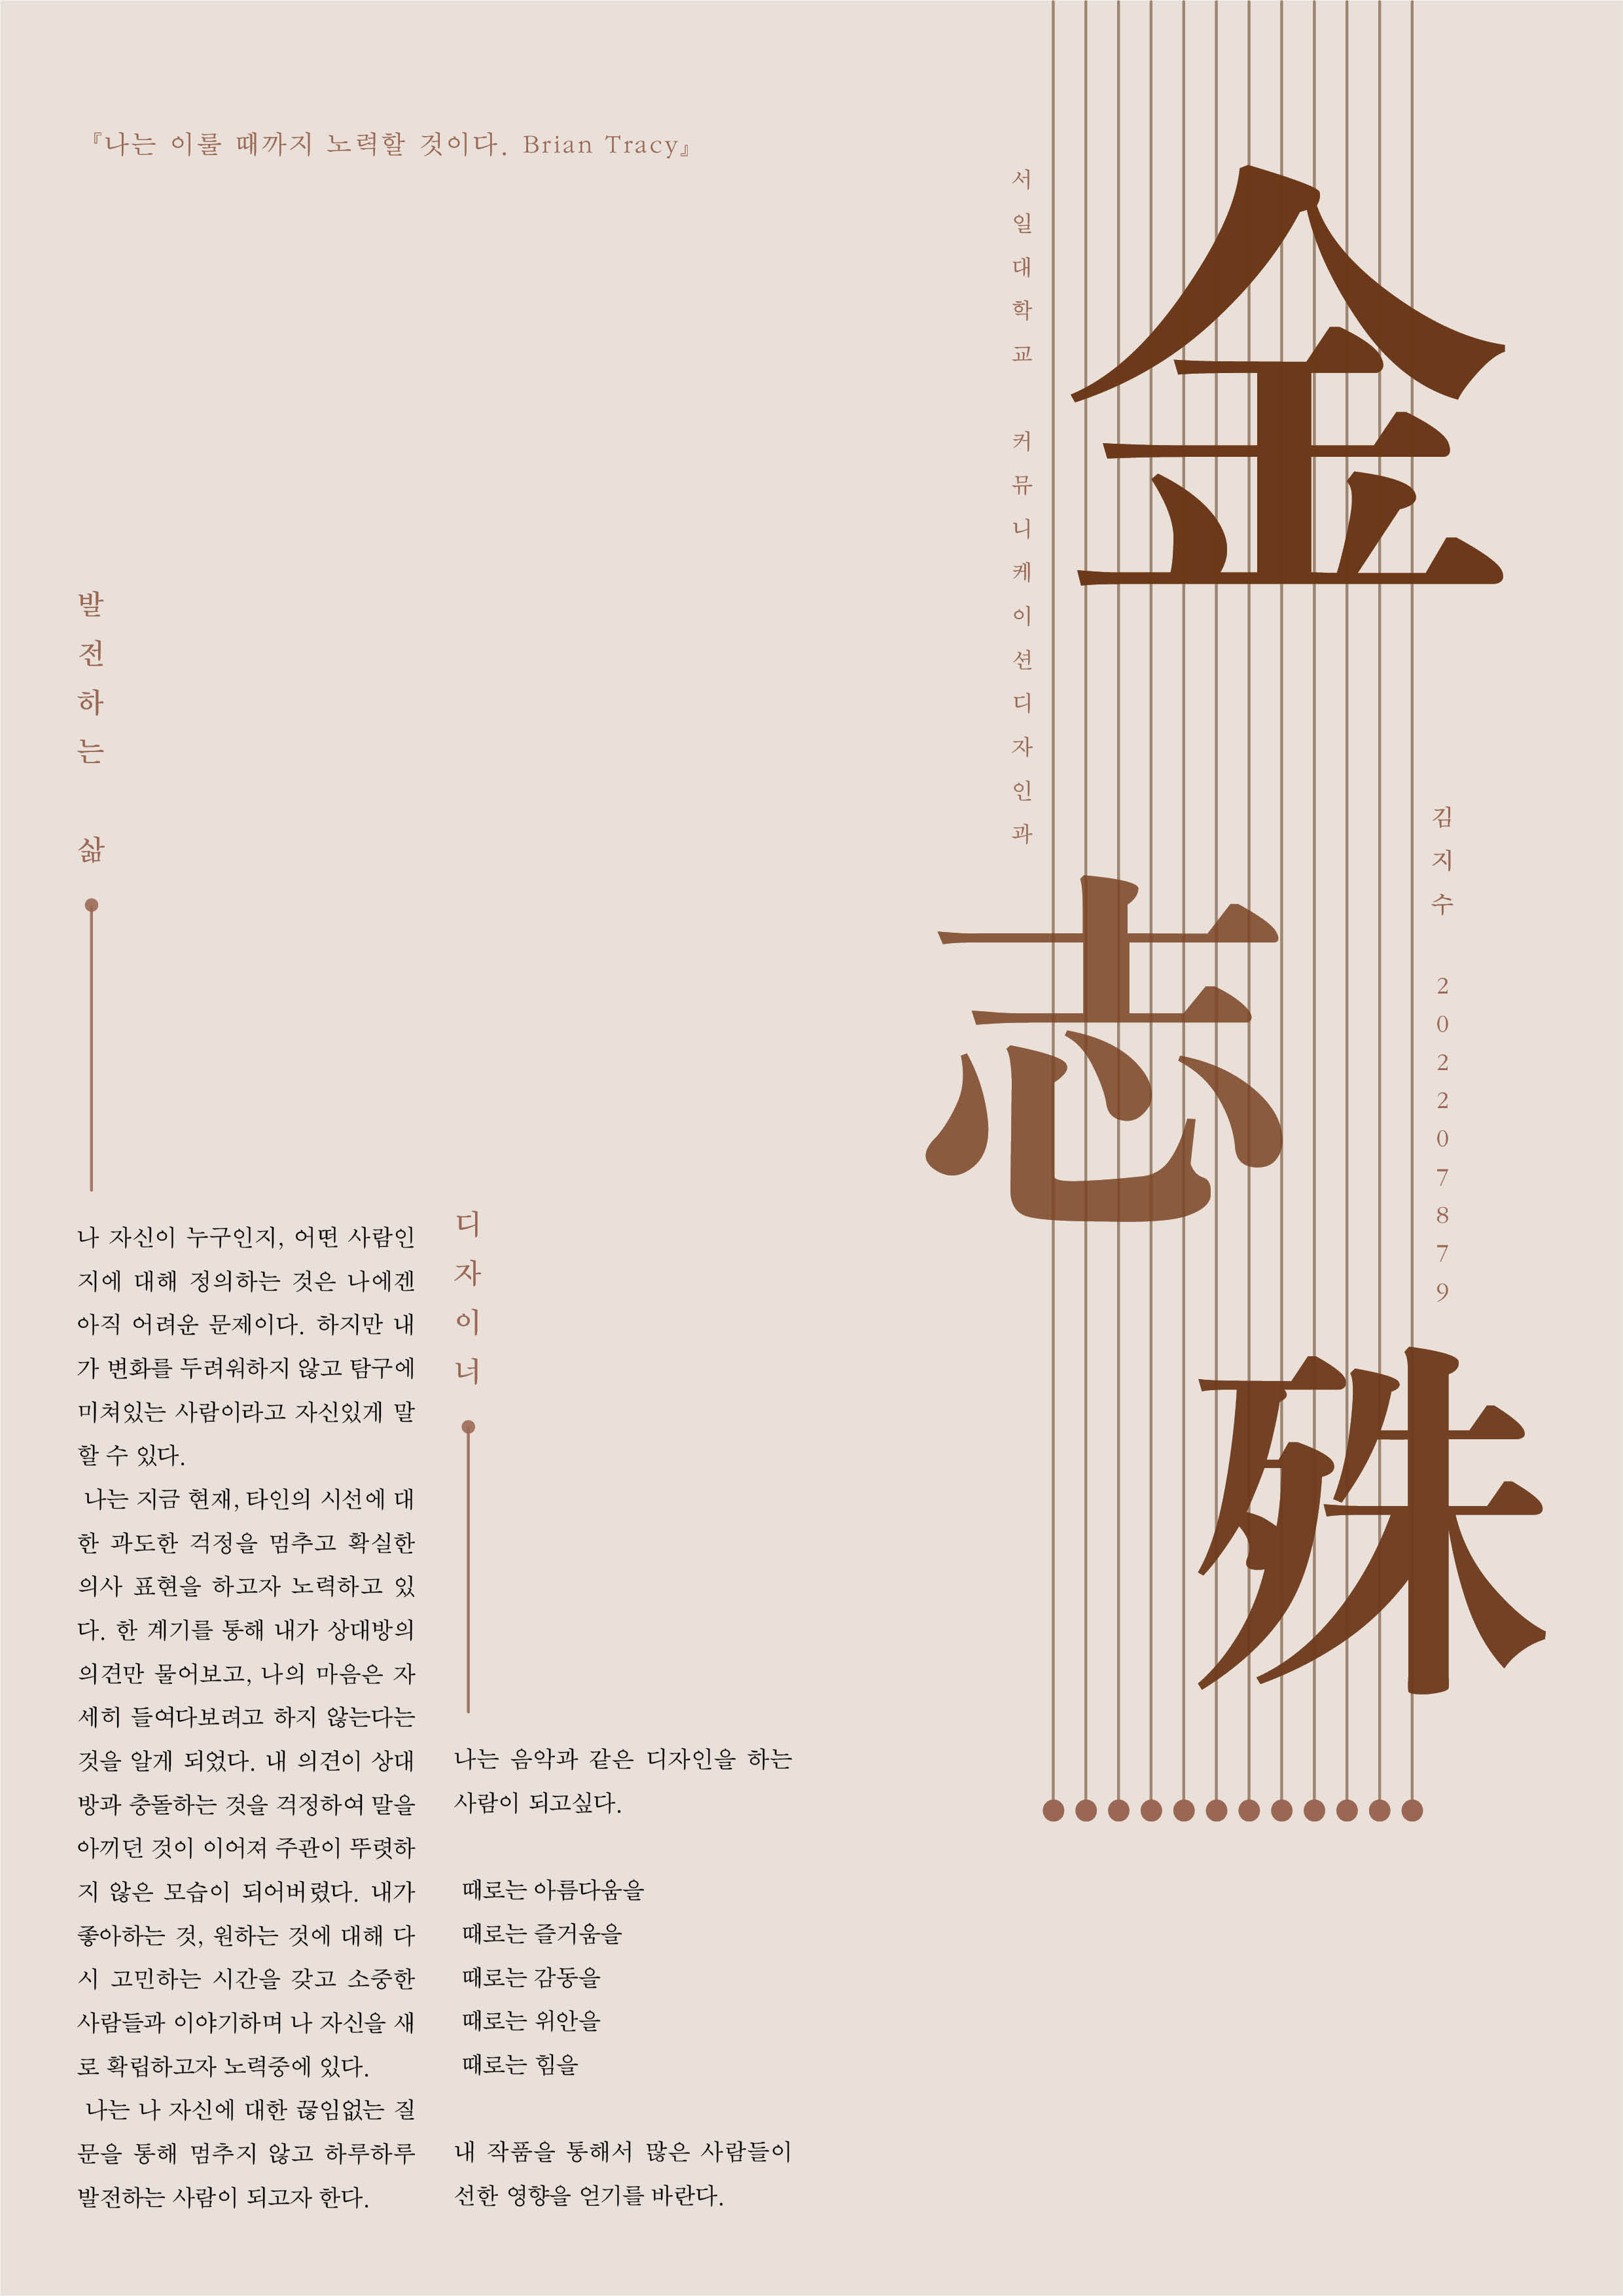 『나는 이룰 때까지 노력할 것이다. Brian Tracy』
발전하는 삶
나 자신이 누구인지, 어떤 사람인
지에 대해 정의하는 것은 나에겐
아직 어려운 문제이다. 하지만 내
가 변화를 두려워하지 않고 탐구에
미쳐있는 사람이라고 자신있게 말
할 수 있다.
나는 지금 현재, 타인의 시선에 대
한 과도한 걱정을 멈추고 확실한
의사 표현을 하고자 노력하고 있
다. 한 계기를 통해 내가 상대방의
의견만 물어보고, 나의 마음은 자
세히 들여다보려고 하지 않는다는
것을 알게 되었다. 내 의견이 상대
방과 충돌하는 것을 걱정하여 말을
아끼던 것이 이어져 주관이 뚜렷하
지 않은 모습이 되어버렸다. 내가
좋아하는 것, 원하는 것에 대해 다
시 고민하는 시간을 갖고 소중한
사람들과 이야기하며 나 자신을 새
로 확립하고자 노력중에 있다.
나는 나 자신에 대한 끊임없는 질
문을 통해 멈추지 않고 하루하루
발전하는 사람이 되고자 한다.
디자이너
나는 음악과 같은 디자인을 하는
사람이 되고싶다.
때로는 아름다움을
때로는 즐거움을
때로는 감동을
때로는 위안을
때로는 힘을
내 작품을 통해서 많은 사람들이
선한 영향을 얻기를 바란다.
서일대학교 커뮤니케이션디자인과
金
志
殊
김지수 202207879